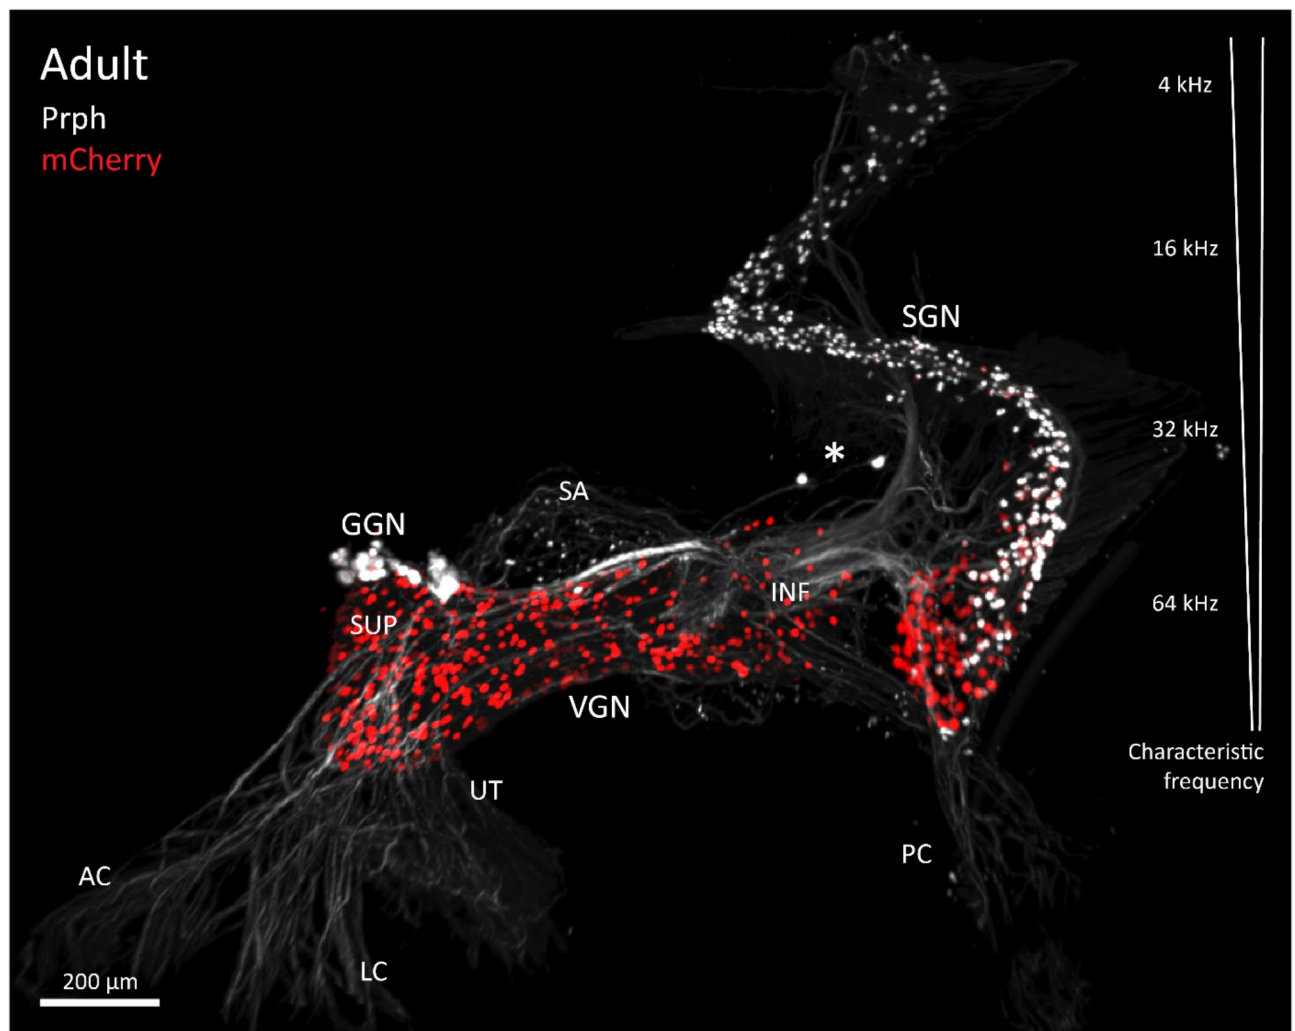 Adult
Prph
mCherry
4 kHz
16 kHz
SGN
32 kHz
*
SA
GGN
INF
64 kHz
SUP
VGN
Characteristic
frequency
UT
PC
AC
LC
200 µm